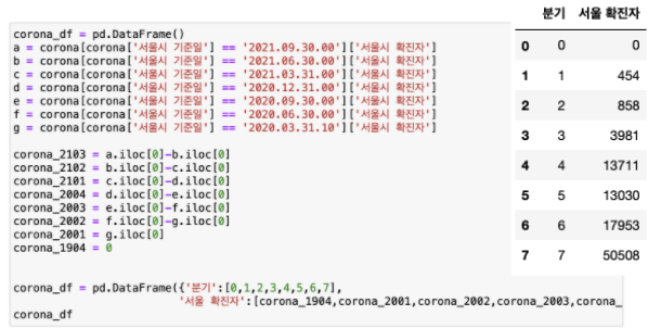 corona_df = pd.DataFrame()
a = corona[corona['서울시 기준일'] == '2021.09.30.00']['서울시 확진자']
b = corona[corona['서울시 기준일'] == '2021.06.30.00']['서울시 확진자']
c = corona[corona['서울시 기준일'] == '2021.03.31.00']['서울시 확진자']
d = corona[corona['서울시 기준일'] == '2020.12.31.00']['서울시 확진자']
e = corona[corona['서울시 기준일'] == '2020.09.30.00']['서울시 확진자']
f = corona[corona['서울시 기준일'] == '2020.06.30.00']['서울시 확진자']
g = corona[corona['서울시 기준일'] == '2020.03.31.10']['서울시 확진자']
corona_2103 = a.iloc[0]-b.iloc[0]
corona_2102 = b.iloc[0]-c.iloc[0]
corona_2101 = c.iloc[0]-d.iloc[0]
corona_2004 = d.iloc[0]-e.iloc[0]
corona_2003 = e.iloc[0]-f.iloc[0]
corona_2002 = f.iloc[0]-g.iloc[0]
corona_2001 = g.iloc[0]
corona_1904 = 0
corona_df = pd.DataFrame({'분기':[0,1,2,3,4,5,6,7],
'서울 확진자':[corona_1904,corona_2001,corona_2002,corona_2003,corona_
corona_df
분기 서울 확진자
0 0 0
1 1 454
2 2 858
3 3 3981
4 4 13711
5 5 13030
6 6 17953
7 7 50508